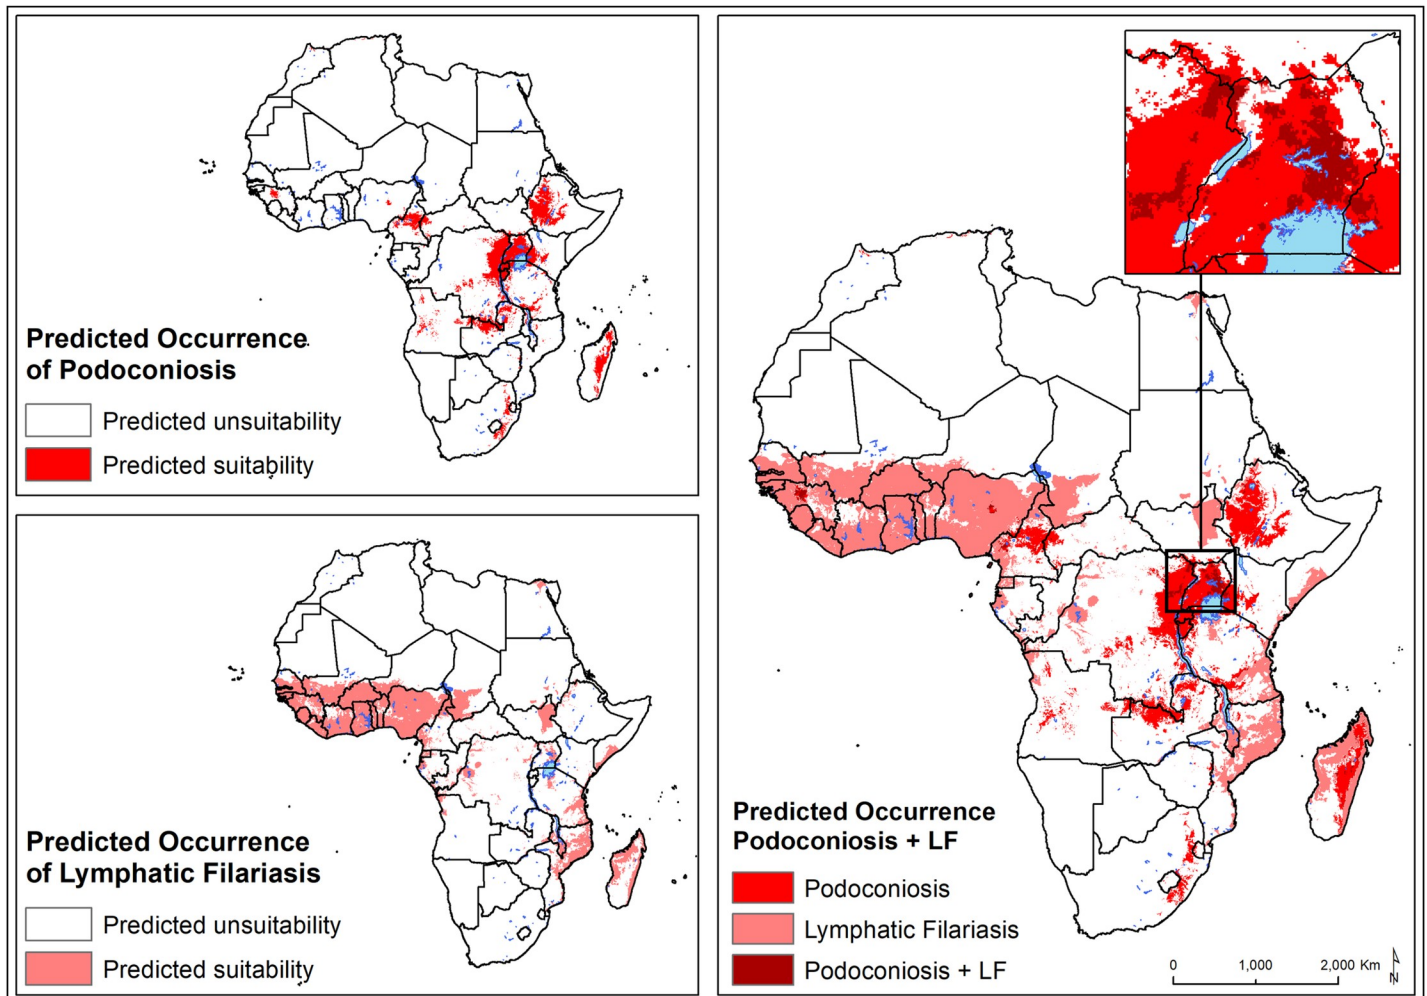 Predicted Occurrence
of Podoconiosis
Predicted unsuitability
Predicted suitability
Predicted Occurrence
of Lymphatic Filariasis
Predicted unsuitability
Predicted suitability
Predicted Occurrence
Podoconiosis + LF
Podoconiosis
Lymphatic Filariasis
Podoconiosis + LF
0 1,000 2,000 Km
N